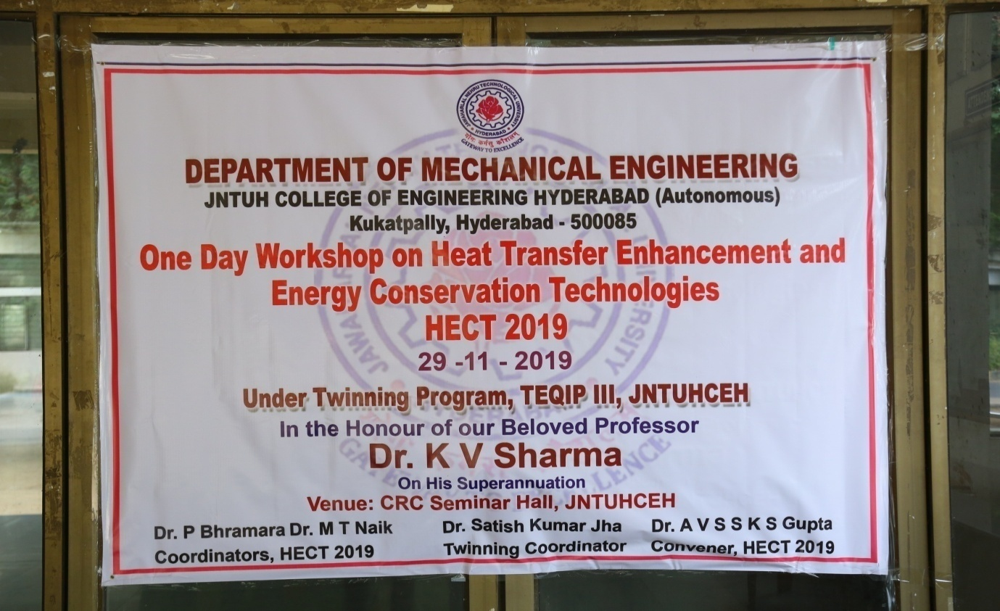 JAWAHARLAL NEHRU TECHNOLOGICAL UNIVERSITY
HYDERABAD
योगः कर्मसु कौशलम्
GATEWAY TO EXCELLENCE
DEPARTMENT OF MECHANICAL ENGINEERING
JNTUH COLLEGE OF ENGINEERING HYDERABAD (Autonomous)
Kukatpally, Hyderabad - 500085
One Day Workshop on Heat Transfer Enhancement and
Energy Conservation Technologies
HECT 2019
29 -11 - 2019
Under Twinning Program, TEQIP III, JNTUHCEH
In the Honour of our Beloved Professor
Dr. K V Sharma
On His Superannuation
Venue: CRC Seminar Hall, JNTUHCEH
Dr. P Bhramara Dr. M T Naik Dr. Satish Kumar Jha Dr. A V S S K S Gupta
Coordinators, HECT 2019 Twinning Coordinator Convener, HECT 2019